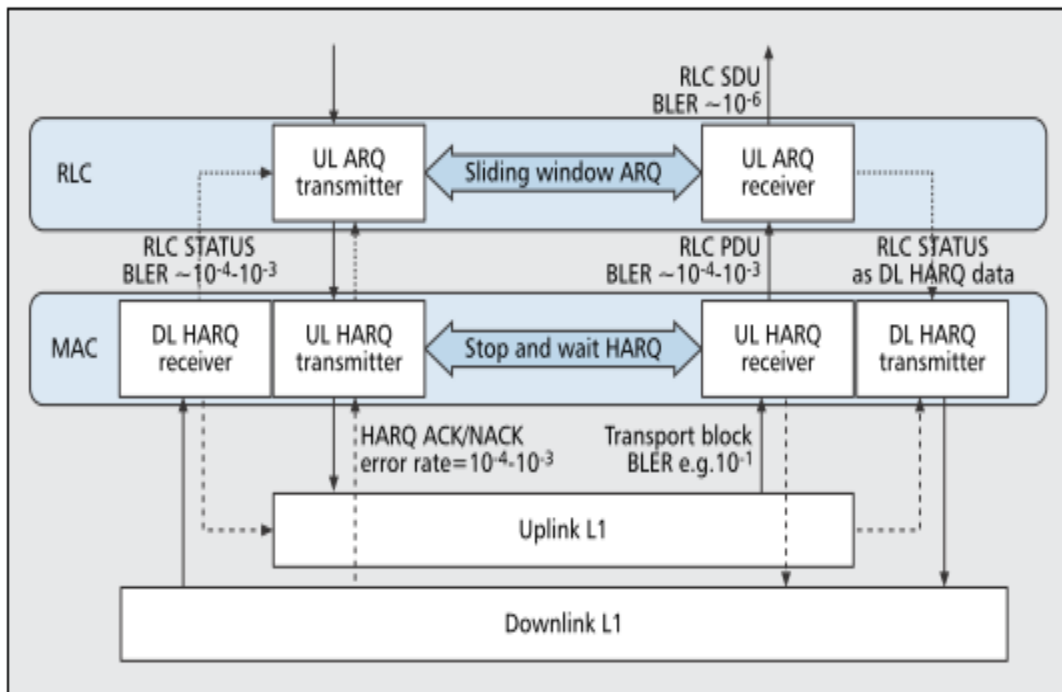 RLC SDU
BLER ~10⁻⁶
RLC
UL ARQ
transmitter
Sliding window ARQ
UL ARQ
receiver
RLC STATUS
BLER ~10⁻⁴-10⁻³
RLC PDU
BLER ~10⁻⁴-10⁻³
RLC STATUS
as DL HARQ data
MAC
DL HARQ
receiver
UL HARQ
transmitter
Stop and wait HARQ
UL HARQ
receiver
DL HARQ
transmitter
HARQ ACK/NACK
error rate=10⁻⁴-10⁻³
Transport block
BLER e.g.10⁻¹
Uplink L1
Downlink L1